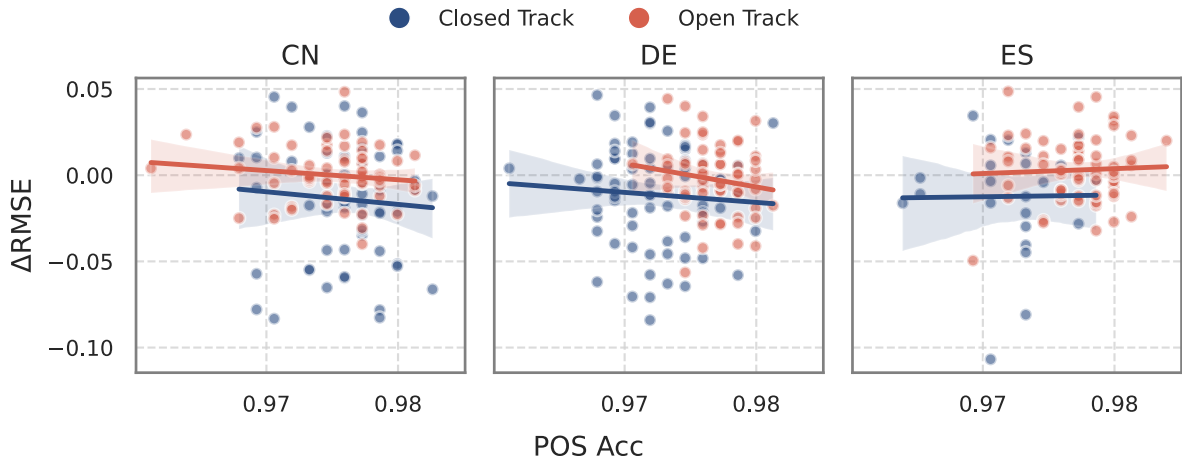 Closed Track Open Track
CN DE ES
0.05
0.00
−0.05
−0.10
ΔRMSE
0.97 0.98 0.97 0.98 0.97 0.98
POS Acc